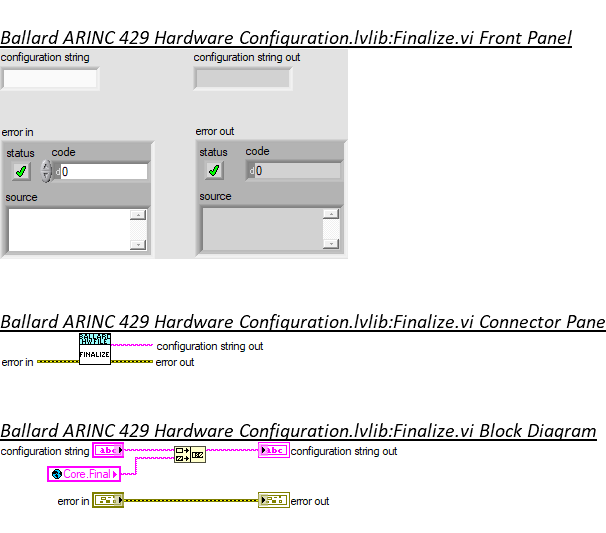 Ballard ARINC 429 Hardware Configuration.lvlib:Finalize.vi Front Panel
configuration string configuration string out
error in error out
status code status code
d 0 d 0
source source
Ballard ARINC 429 Hardware Configuration.lvlib:Finalize.vi Connector Pane
BALLARD
HW FILE
configuration string out
FINALIZE
error in error out
Ballard ARINC 429 Hardware Configuration.lvlib:Finalize.vi Block Diagram
configuration string abc abc configuration string out
Core.Final
error in error out